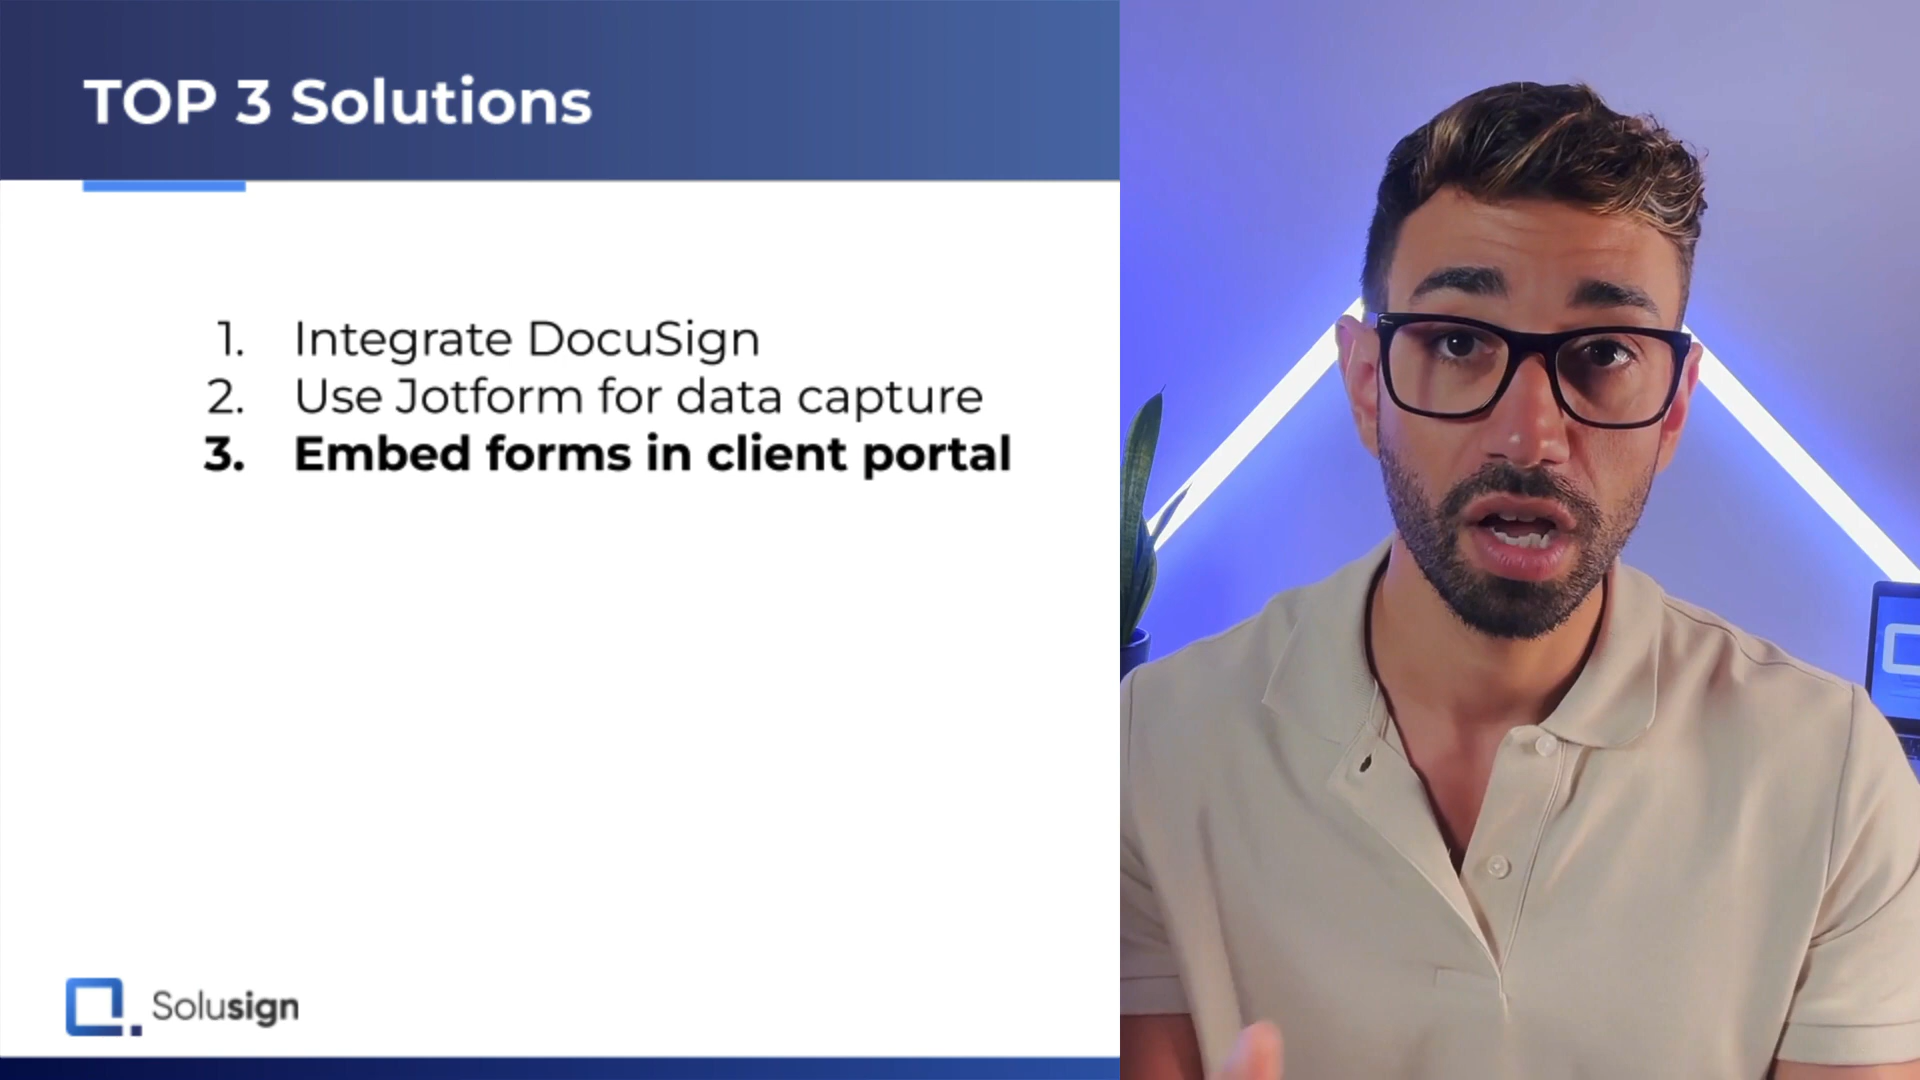 TOP 3 Solutions
1. Integrate DocuSign
2. Use Jotform for data capture
3. Embed forms in client portal
Solusign